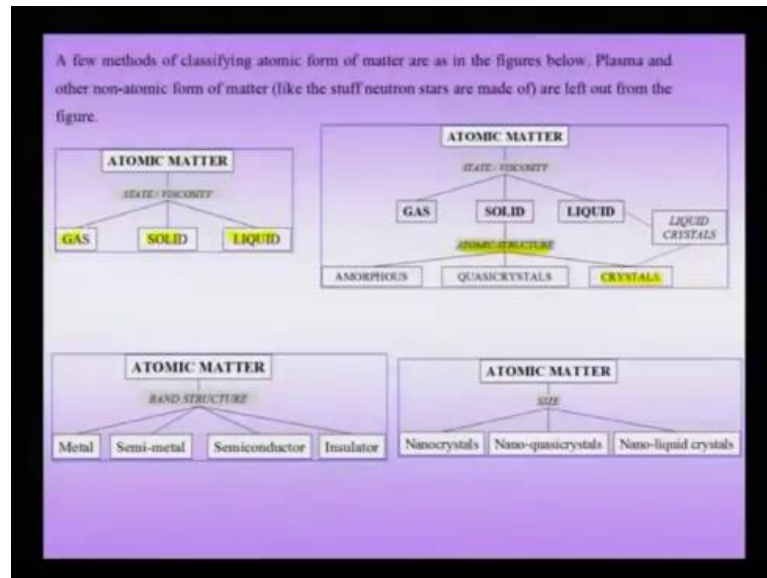 A few methods of classifying atomic form of matter are as in the figures below. Plasma and
other non-atomic form of matter (like the stuff neutron stars are made of) are left out from the
figure.
ATOMIC MATTER
STATE / VISCOSITY
GAS SOLID LIQUID
ATOMIC MATTER
STATE / VISCOSITY
GAS SOLID LIQUID
LIQUID
CRYSTALS
ATOMIC STRUCTURE
AMORPHOUS QUASICRYSTALS CRYSTALS
ATOMIC MATTER
BAND STRUCTURE
Metal Semi-metal Semiconductor Insulator
ATOMIC MATTER
SIZE
Nanocrystals Nano-quasicrystals Nano-liquid crystals